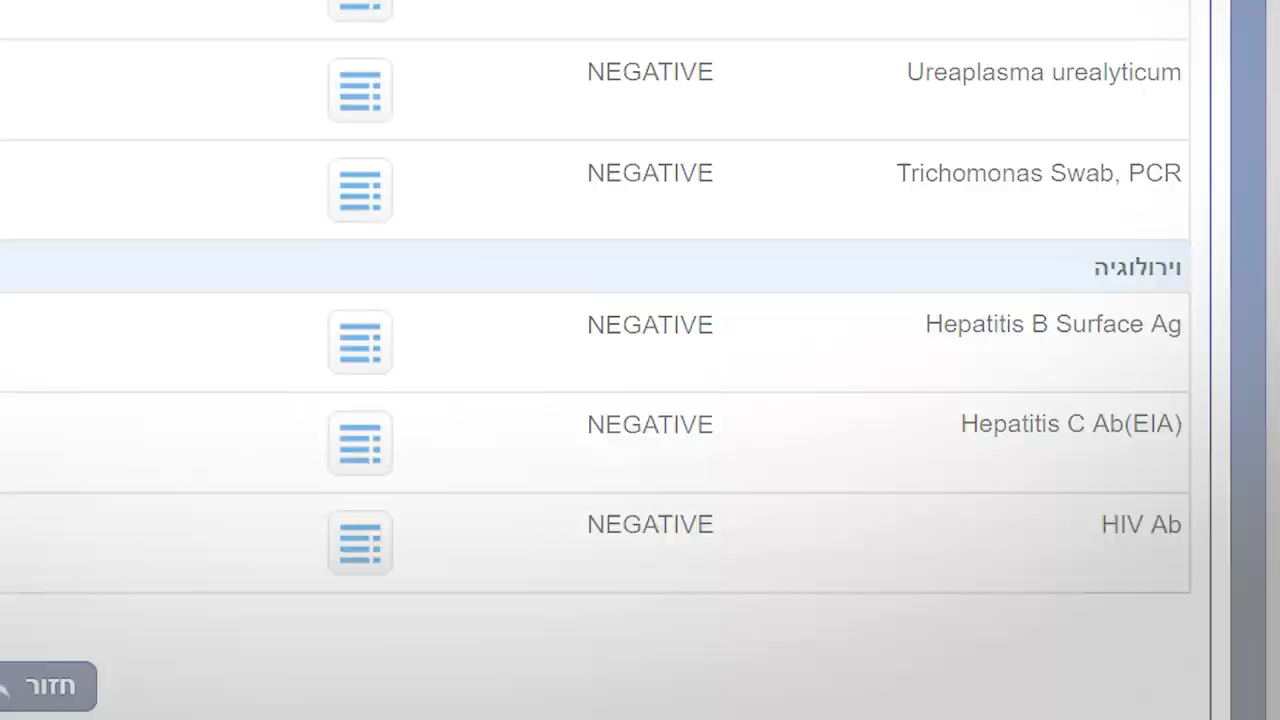 Ureaplasma urealyticum NEGATIVE
Trichomonas Swab, PCR NEGATIVE
וירולוגיה
Hepatitis B Surface Ag NEGATIVE
Hepatitis C Ab(EIA) NEGATIVE
HIV Ab NEGATIVE
חזור